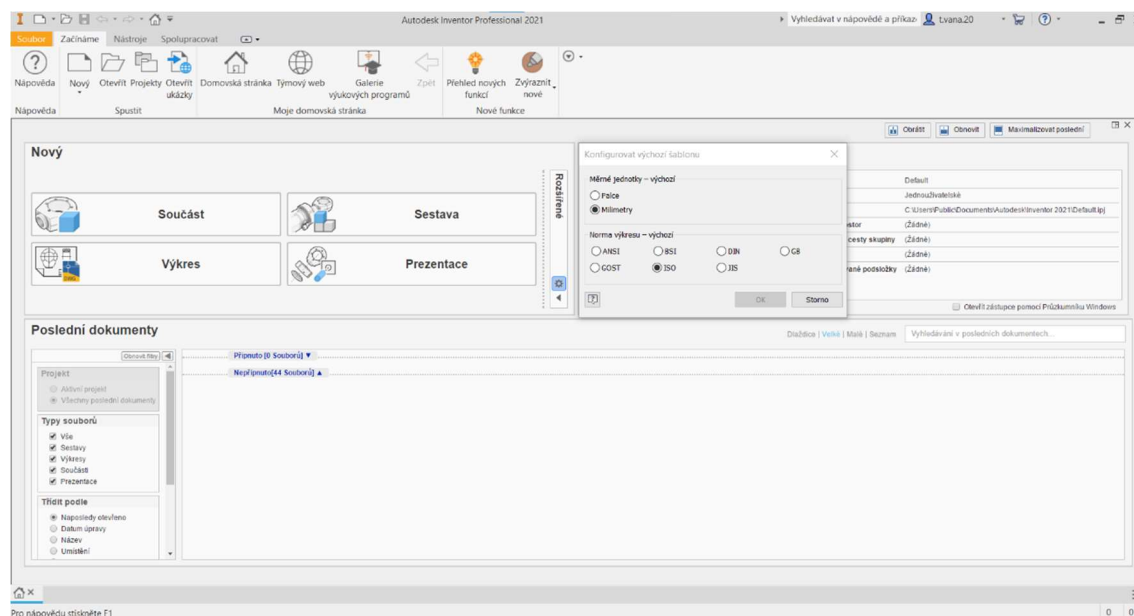 Autodesk Inventor Professional 2021
Vyhledávat v nápovědě a příkaz
t.vana.20
Soubor
Začínáme
Nástroje
Spolupracovat
Nápověda
Nový
Otevřít
Projekty
Otevřít ukázky
Domovská stránka
Týmový web
Galerie výukových programů
Zpět
Přehled nových funkcí
Zvýraznit nové
Nápověda
Spustit
Moje domovská stránka
Nové funkce
Obrátit
Obnovit
Maximalizovat poslední
Nový
Součást
Sestava
Výkres
Prezentace
Rozšířené
Konfigurovat výchozí šablonu
Měrné jednotky – výchozí
Palce
Milimetry
Norma výkresu – výchozí
ANSI
BSI
DIN
GB
GOST
ISO
JIS
OK
Storno
Default
Jednouživatelské
C:\Users\Public\Documents\Autodesk\Inventor 2021\Default.ipj
(Žádné)
cesty skupiny
(Žádné)
(Žádné)
podsložky
(Žádné)
Otevřít zástupce pomocí Průzkumníku Windows
Poslední dokumenty
Dlaždice | Velké | Malé | Seznam
Vyhledávání v posledních dokumentech...
Obnovit filtry
Připnuto [0 Souborů]
Nepřipnuto[44 Souborů]
Projekt
Aktivní projekt
Všechny poslední dokumenty
Typy souborů
Vše
Sestavy
Výkresy
Součásti
Prezentace
Třídit podle
Naposledy otevřeno
Datum úpravy
Název
Umístění
Pro nápovědu stiskněte F1
0
0